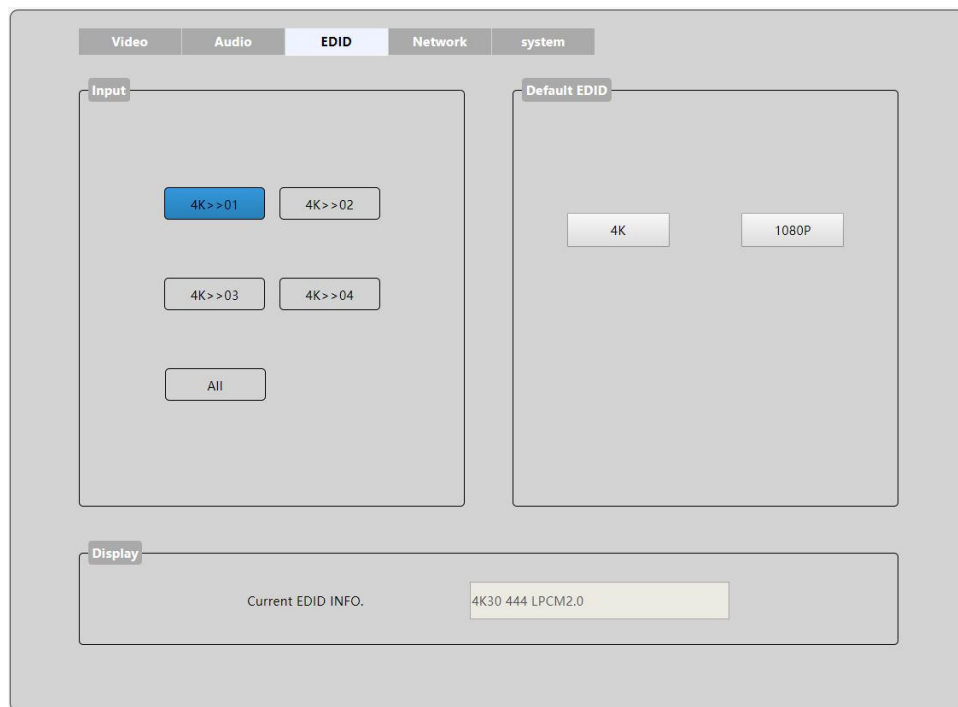 Video Audio EDID Network system
Input
4K>>01 4K>>02
4K>>03 4K>>04
All
Default EDID
4K 1080P
Display
Current EDID INFO. 4K30 444 LPCM2.0